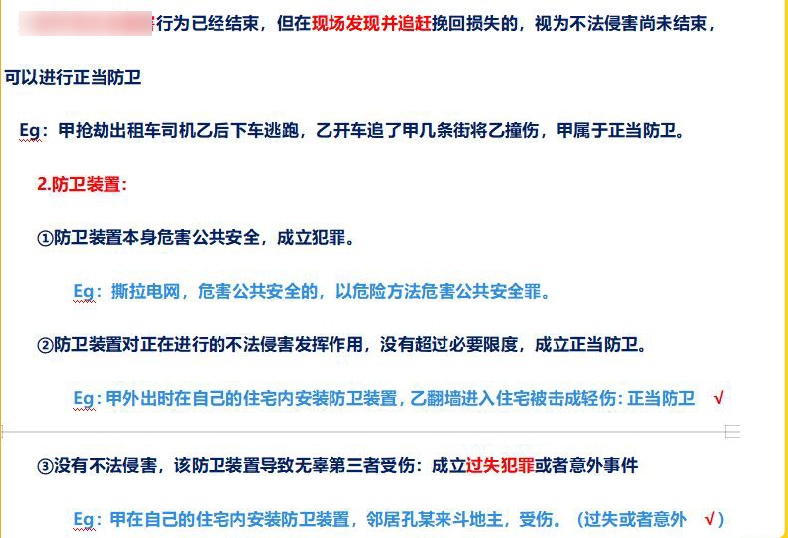 行为已经结束，但在现场发现并追赶挽回损失的，视为不法侵害尚未结束，
可以进行正当防卫
Eg：甲抢劫出租车司机乙后下车逃跑，乙开车追了甲几条街将乙撞伤，甲属于正当防卫。
2.防卫装置：
①防卫装置本身危害公共安全，成立犯罪。
Eg：撕拉电网，危害公共安全的，以危险方法危害公共安全罪。
②防卫装置对正在进行的不法侵害发挥作用，没有超过必要限度，成立正当防卫。
Eg：甲外出时在自己的住宅内安装防卫装置，乙翻墙进入住宅被击成轻伤：正当防卫 √
③没有不法侵害，该防卫装置导致无辜第三者受伤：成立过失犯罪或者意外事件
Eg：甲在自己的住宅内安装防卫装置，邻居孔某来斗地主，受伤。（过失或者意外 √）